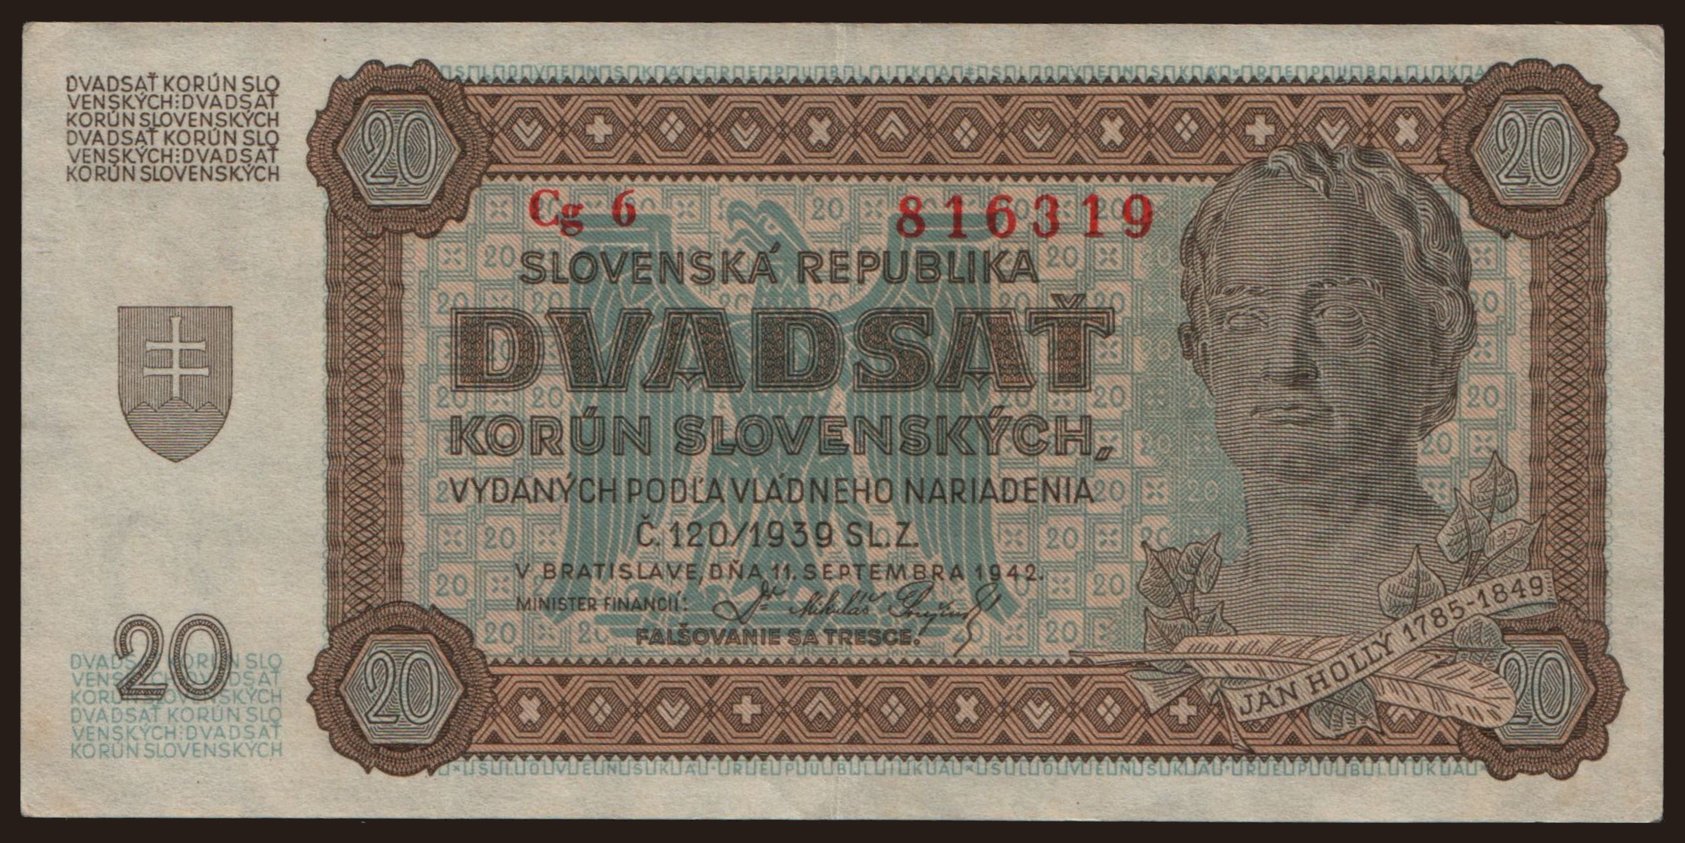 DVADSAŤ KORÚN SLO
VENSKÝCH:DVADSAŤ
KORÚN SLOVENSKÝCH
DVADSAŤ KORÚN SLO
VENSKÝCH:DVADSAŤ
KORÚN SLOVENSKÝCH
20
20
Cg 6 816319
SLOVENSKÁ REPUBLIKA
DVADSAŤ
KORÚN SLOVENSKÝCH,,
VYDANÝCH PODĽA VLÁDNEHO NARIADENIA
Č. 120/1939 SL.Z.
V BRATISLAVE, DŇA 11. SEPTEMBRA 1942.
MINISTER FINANCIÍ:
FALŠOVANIE SA TRESCE.
JÁN HOLLÝ 1785-1849
20
DVADSAŤ KORÚN SLO
VENSKÝCH:DVADSAŤ
KORÚN SLOVENSKÝCH
DVADSAŤ KORÚN SLO
VENSKÝCH:DVADSAŤ
KORÚN SLOVENSKÝCH
20
20